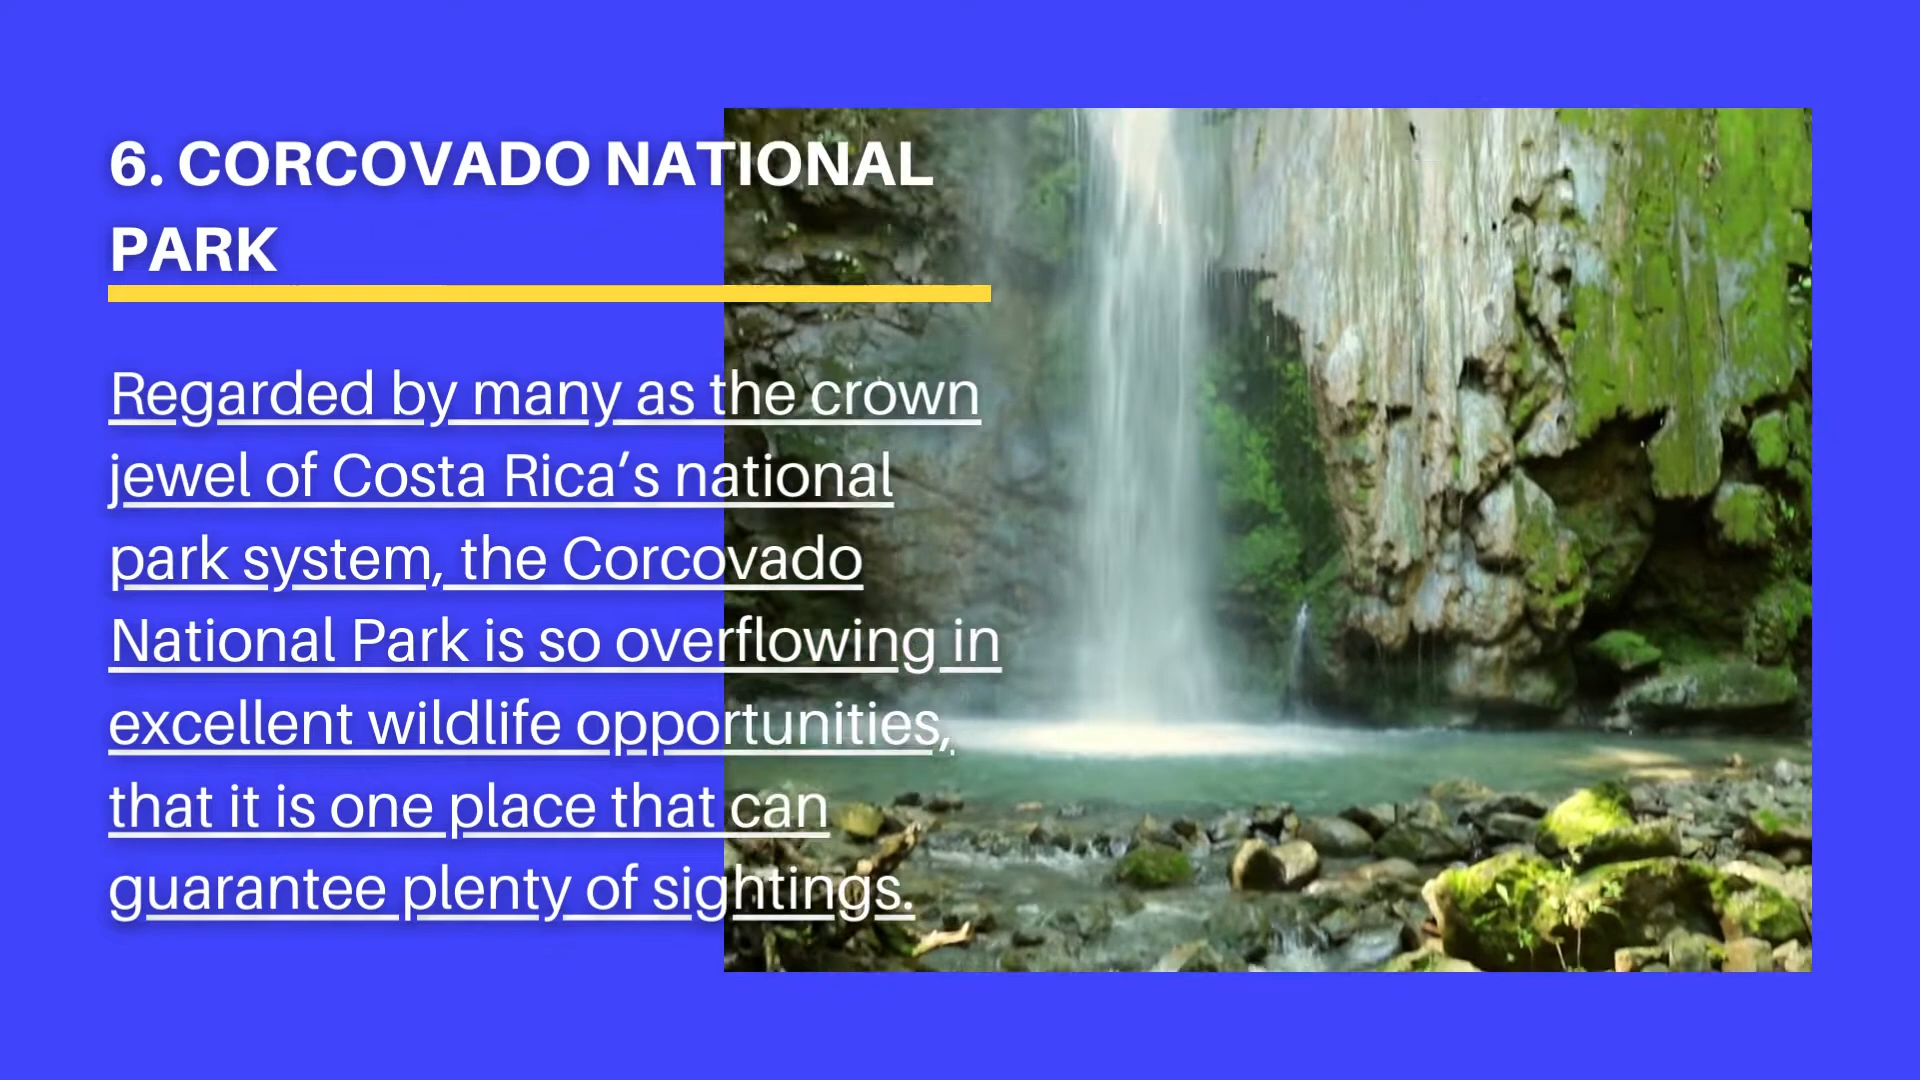 6. CORCOVADO NATIONAL
PARK
Regarded by many as the crown
jewel of Costa Rica’s national
park system, the Corcovado
National Park is so overflowing in
excellent wildlife opportunities,
that it is one place that can
guarantee plenty of sightings.